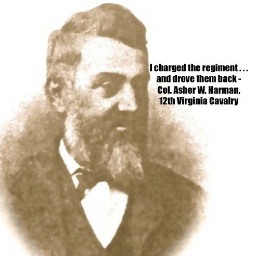 I charged the regiment . . .
and drove them back -
Col. Asher W. Harman,
12th Virginia Cavalry